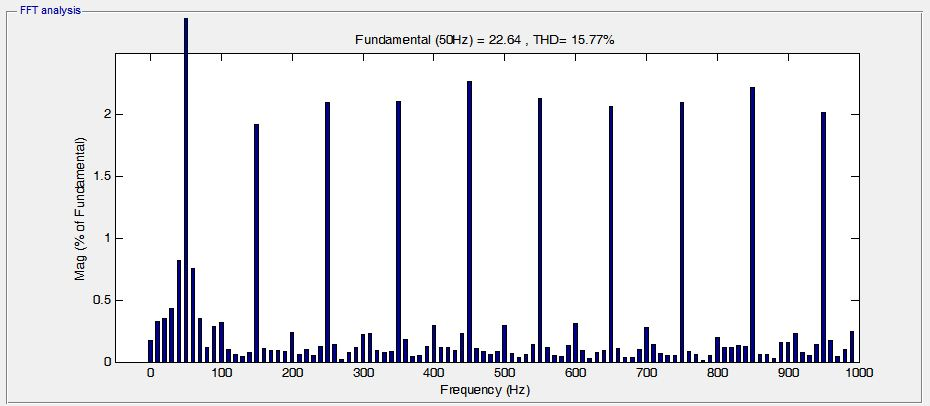 FFT analysis
Fundamental (50Hz) = 22.64 , THD= 15.77%
2
1.5
1
0.5
0
Mag (% of Fundamental)
0 100 200 300 400 500 600 700 800 900 1000
Frequency (Hz)